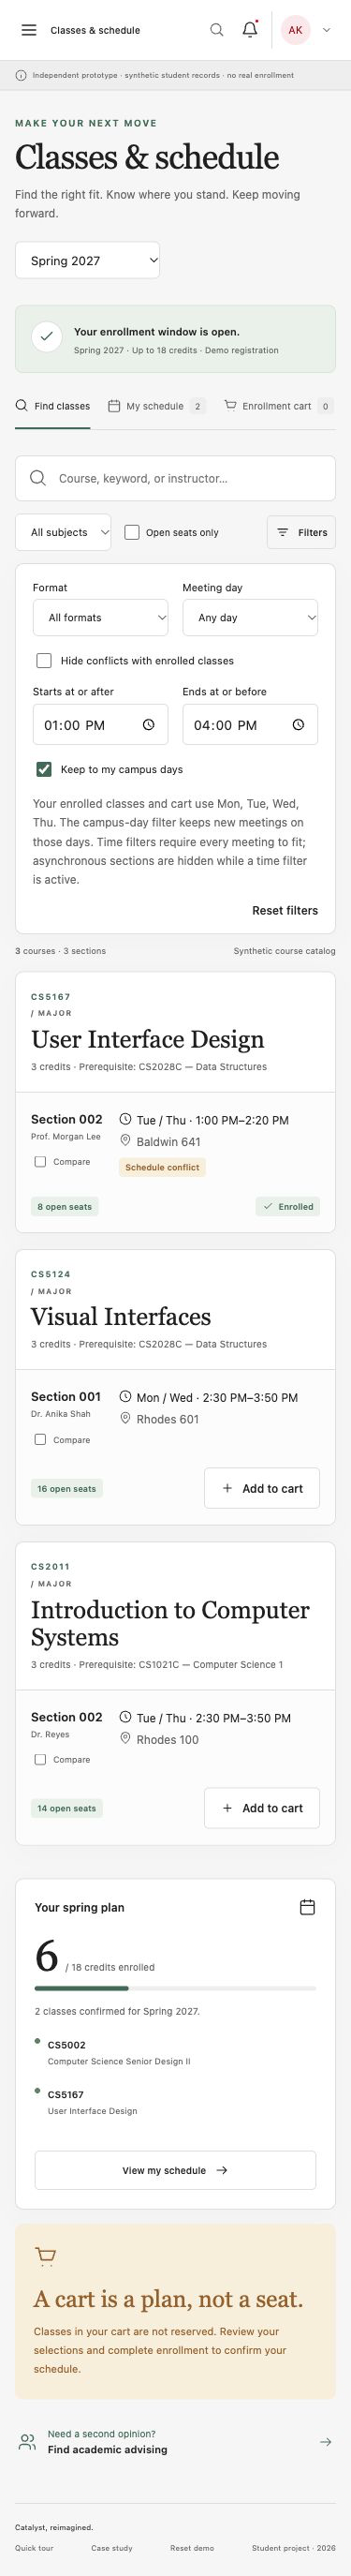 Classes & schedule
AK
Independent prototype · synthetic student records · no real enrollment
MAKE YOUR NEXT MOVE
Classes & schedule
Find the right fit. Know where you stand. Keep moving
forward.
Spring 2027
Your enrollment window is open.
Spring 2027 · Up to 18 credits · Demo registration
Find classes
My schedule 2
Enrollment cart 0
Course, keyword, or instructor...
All subjects
Open seats only
Filters
Format
Meeting day
All formats
Any day
Hide conflicts with enrolled classes
Starts at or after
Ends at or before
01:00 PM
04:00 PM
Keep to my campus days
Your enrolled classes and cart use Mon, Tue, Wed,
Thu. The campus-day filter keeps new meetings on
those days. Time filters require every meeting to fit;
asynchronous sections are hidden while a time filter
is active.
Reset filters
3 courses · 3 sections
Synthetic course catalog
CS5167
/ MAJOR
User Interface Design
3 credits · Prerequisite: CS2028C — Data Structures
Section 002
Tue / Thu · 1:00 PM–2:20 PM
Prof. Morgan Lee
Baldwin 641
Compare
Schedule conflict
8 open seats
Enrolled
CS5124
/ MAJOR
Visual Interfaces
3 credits · Prerequisite: CS2028C — Data Structures
Section 001
Mon / Wed · 2:30 PM–3:50 PM
Dr. Anika Shah
Rhodes 601
Compare
16 open seats
Add to cart
CS2011
/ MAJOR
Introduction to Computer
Systems
3 credits · Prerequisite: CS1021C — Computer Science 1
Section 002
Tue / Thu · 2:30 PM–3:50 PM
Dr. Reyes
Rhodes 100
Compare
14 open seats
Add to cart
Your spring plan
6 / 18 credits enrolled
2 classes confirmed for Spring 2027.
CS5002
Computer Science Senior Design II
CS5167
User Interface Design
View my schedule
A cart is a plan, not a seat.
Classes in your cart are not reserved. Review your
selections and complete enrollment to confirm your
schedule.
Need a second opinion?
Find academic advising
Catalyst, reimagined.
Quick tour
Case study
Reset demo
Student project · 2026